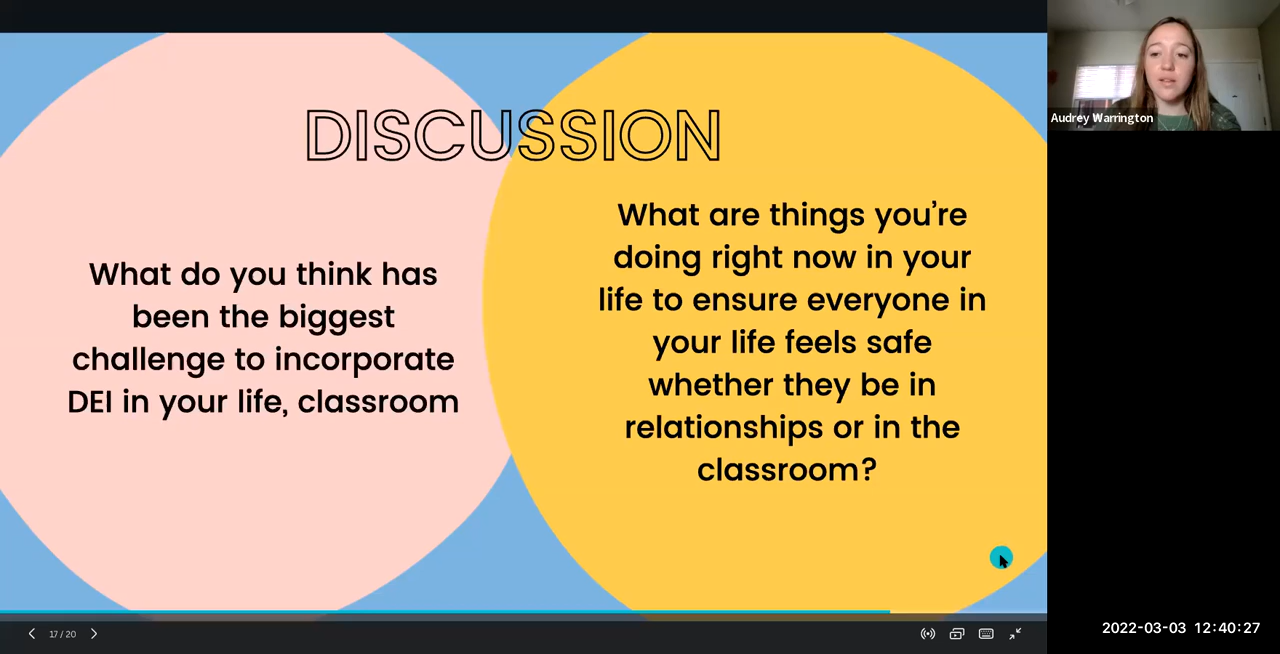 DISCUSSION
What do you think has
been the biggest
challenge to incorporate
DEI in your life, classroom
What are things you're
doing right now in your
life to ensure everyone in
your life feels safe
whether they be in
relationships or in the
classroom?
Audrey Warrington
17 / 20
2022-03-03 12:40:27